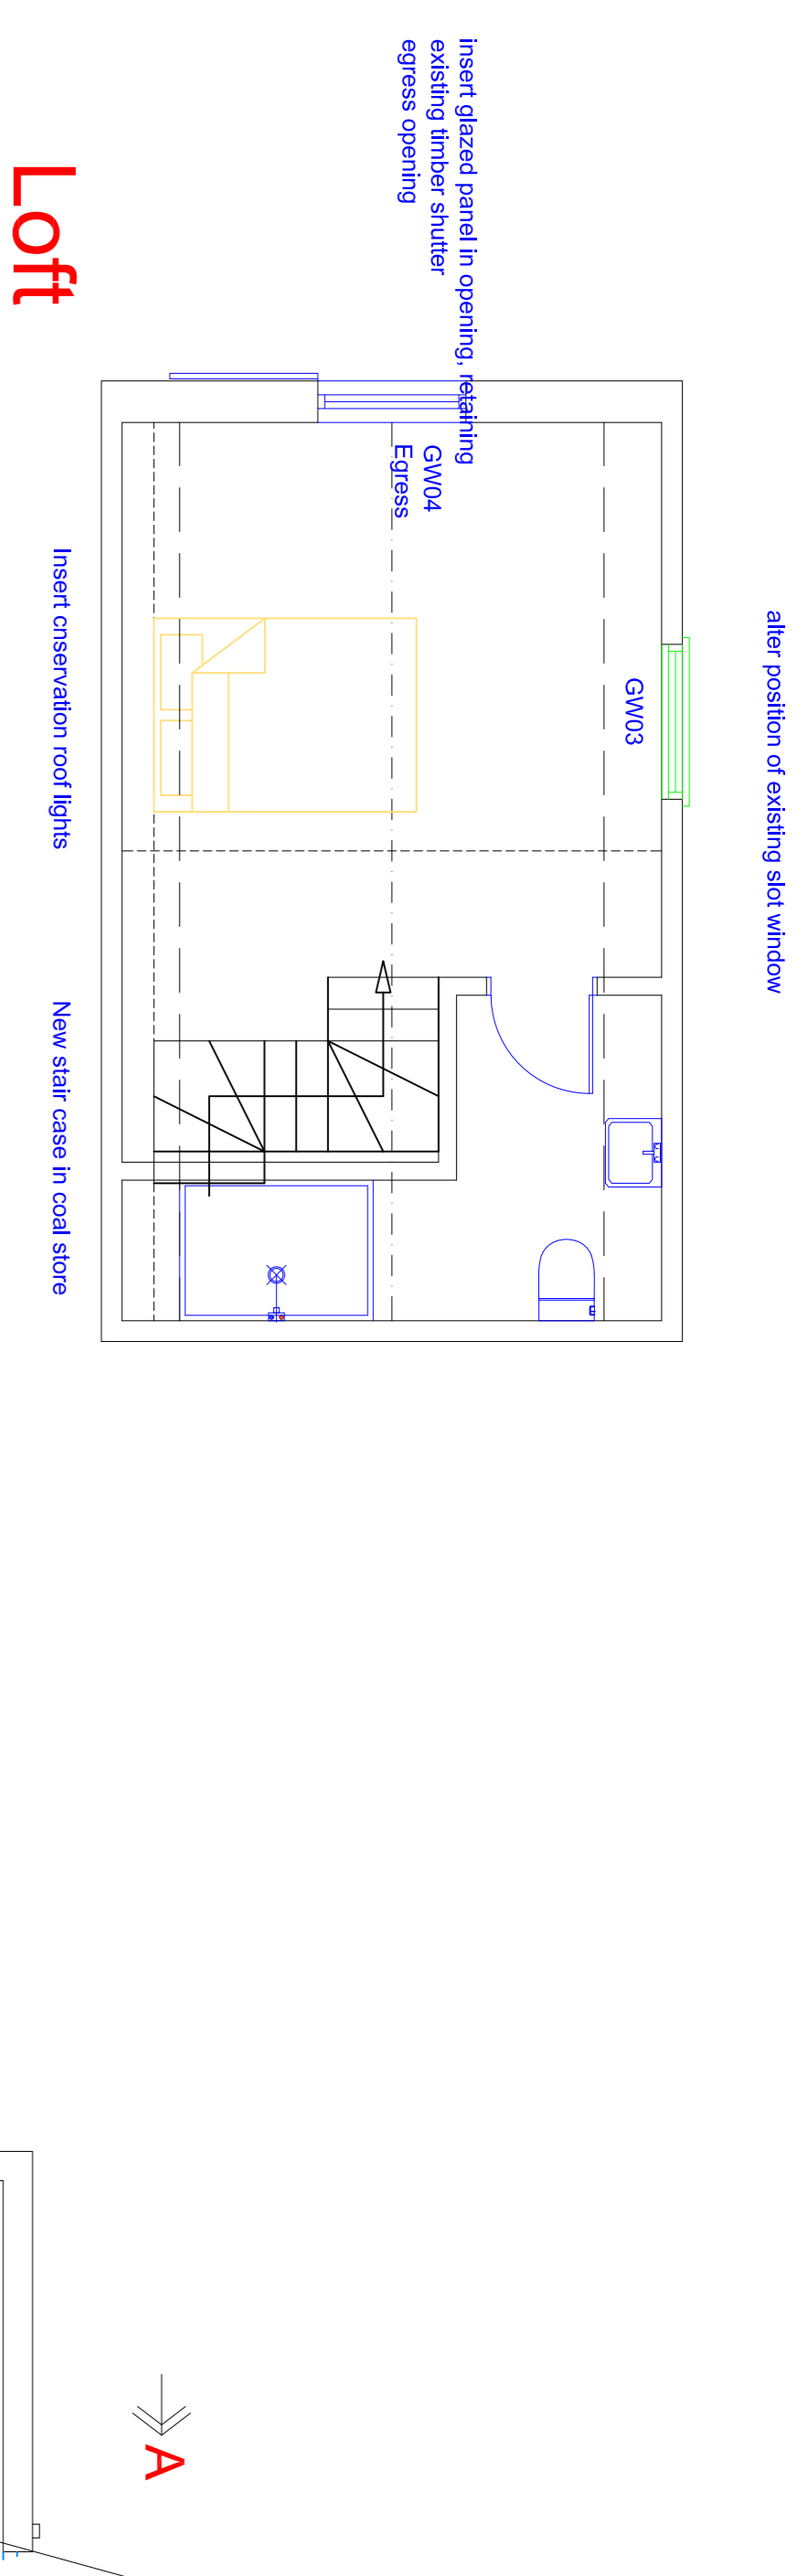 alter position of existing slot window
insert glazed panel in opening, retaining
existing timber shutter
egress opening
GW03
GW04
Egress
Insert cnservation roof lights
New stair case in coal store
Loft
A